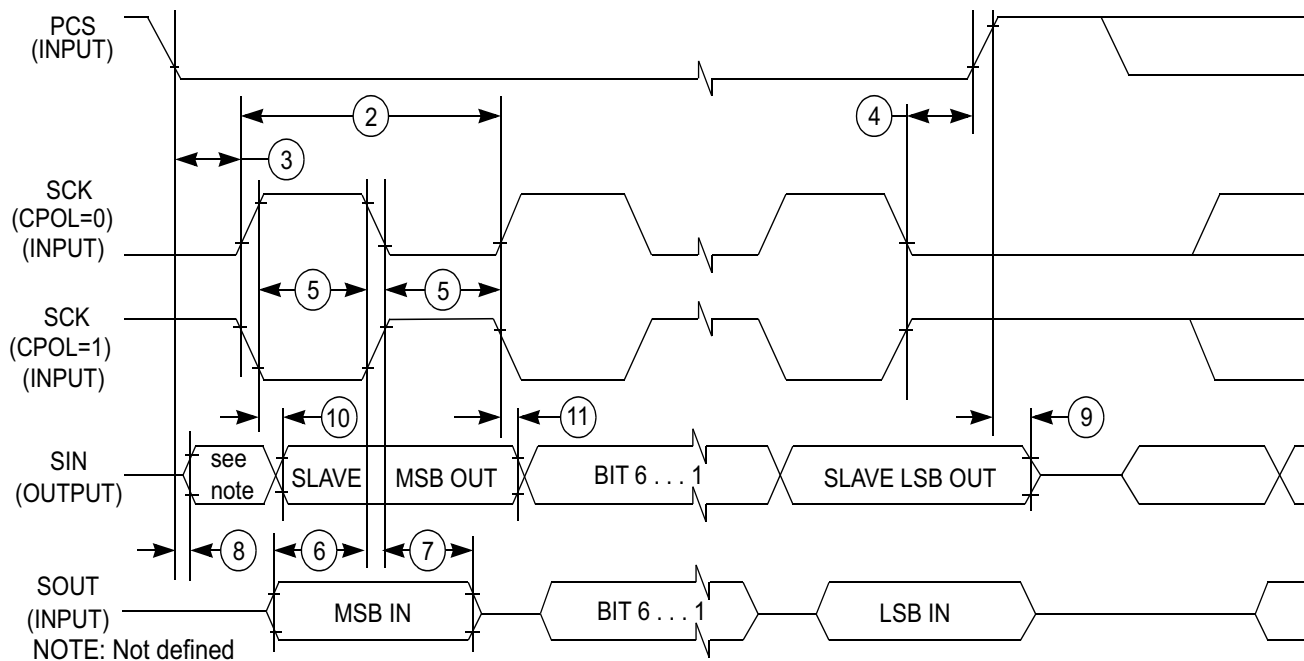 PCS
(INPUT)
2
4
3
SCK
(CPOL=0)
(INPUT)
5
5
SCK
(CPOL=1)
(INPUT)
10
11
9
SIN
(OUTPUT)
see
note
SLAVE
MSB OUT
BIT 6 . . . 1
SLAVE LSB OUT
8
6
7
SOUT
(INPUT)
MSB IN
BIT 6 . . . 1
LSB IN
NOTE: Not defined